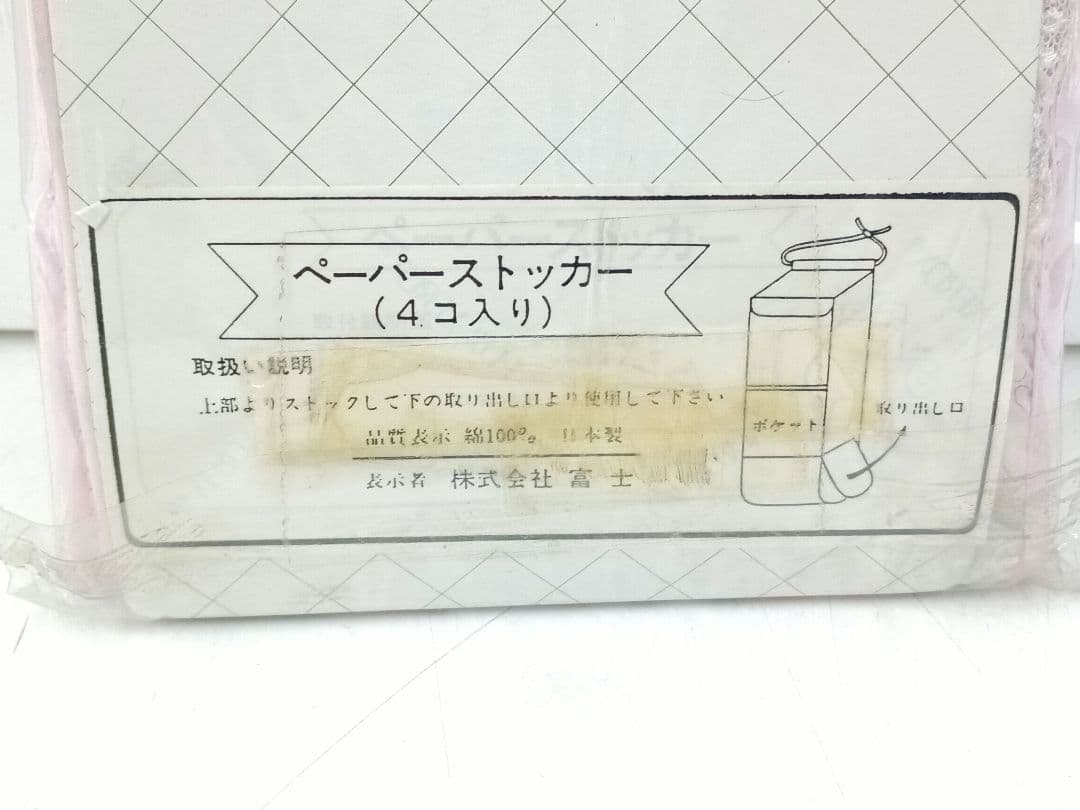 ペーパーストッカー
(4コ入り)
取扱い説明
上部よりストックして下の取り出し口より使用して下さい
品質表示 綿100% 日本製
表示者 株式会社 富士
ポケット
取り出し口